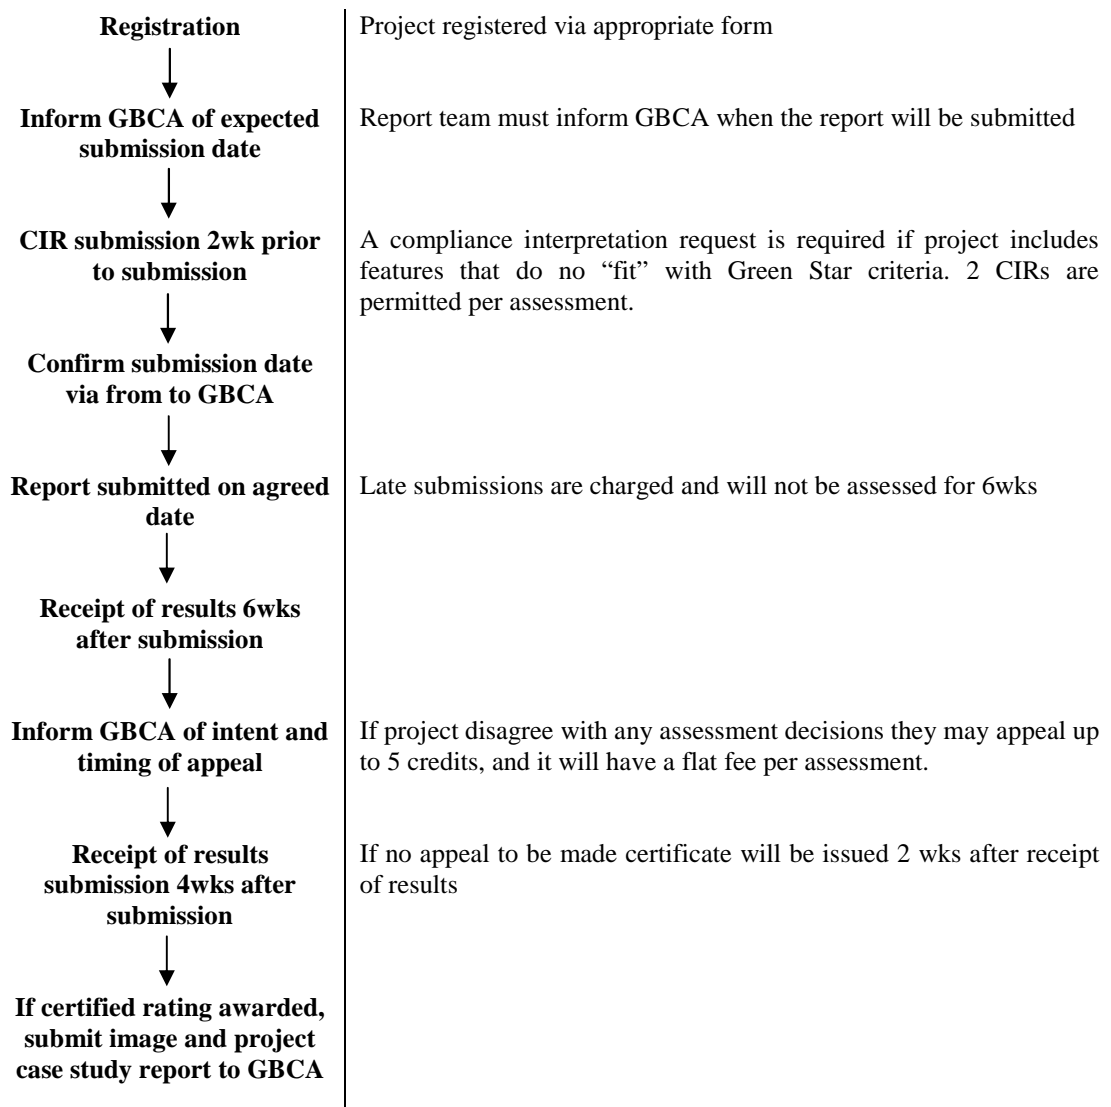 Registration
Project registered via appropriate form
Inform GBCA of expected
submission date
Report team must inform GBCA when the report will be submitted
CIR submission 2wk prior
to submission
A compliance interpretation request is required if project includes
features that do no “fit” with Green Star criteria. 2 CIRs are
permitted per assessment.
Confirm submission date
via from to GBCA
Report submitted on agreed
date
Late submissions are charged and will not be assessed for 6wks
Receipt of results 6wks
after submission
Inform GBCA of intent and
timing of appeal
If project disagree with any assessment decisions they may appeal up
to 5 credits, and it will have a flat fee per assessment.
Receipt of results
submission 4wks after
submission
If no appeal to be made certificate will be issued 2 wks after receipt
of results
If certified rating awarded,
submit image and project
case study report to GBCA